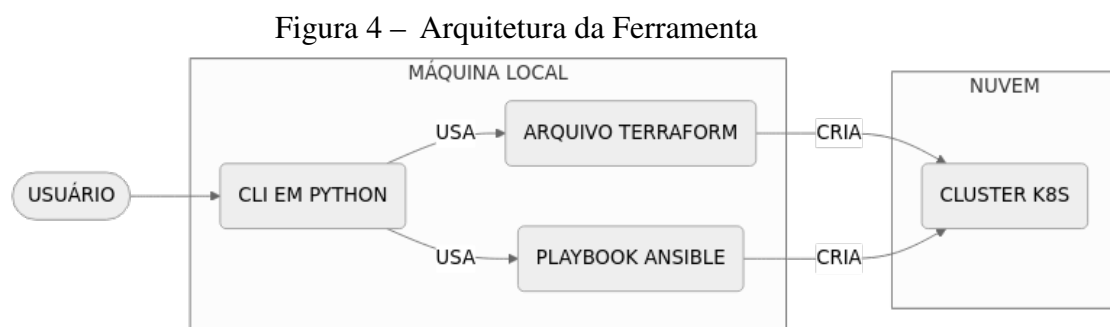 Figura 4 – Arquitetura da Ferramenta
MÁQUINA LOCAL
NUVEM
USA
ARQUIVO TERRAFORM
CRIA
USUÁRIO
CLI EM PYTHON
CLUSTER K8S
USA
PLAYBOOK ANSIBLE
CRIA